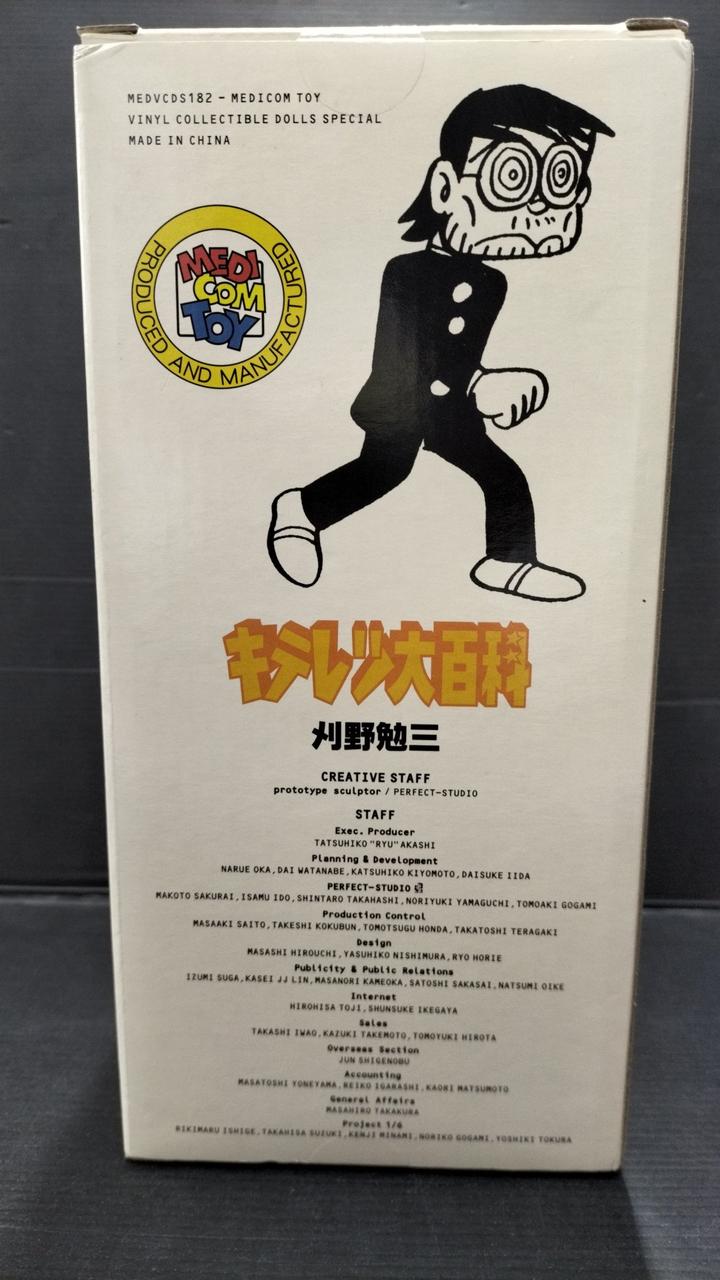 MEDVCDS182 – MEDICOM TOY
VINYL COLLECTIBLE DOLLS SPECIAL
MADE IN CHINA
PRODUCED AND MANUFACTURED
MEDI
COM
TOY
キテレツ大百科
刈野勉三
CREATIVE STAFF
prototype sculptor / PERFECT-STUDIO
STAFF
Exec. Producer
TATSUHIKO "RYU" AKASHI
Planning & Development
NARUE OKA,DAI WATANABE,KATSUHIKO KIYOMOTO,DAISUKE IIDA
PERFECT-STUDIO
MAKOTO SAKURAI,ISAMU IDO,SHINTARO TAKAHASHI,NORIYUKI YAMAGUCHI,TOMOAKI GOGAMI
Production Control
MASAAKI SAITO,TAKESHI KOKUBUN,TOMOTSUGU HONDA,TAKATOSHI TERAGAKI
Design
MASASHI HIROUCHI,YASUHIKO NISHIMURA,RYO HORIE
Publicity & Public Relations
IZUMI SUGA,KASEI JJ LIN,MASANORI KAMEOKA,SATOSHI SAKASAI,NATSUMI OIKE
Internet
HIROHISA TOJI,SHUNSUKE IKEGAYA
Sales
TAKASHI IWAO,KAZUKI TAKEMOTO,TOMOYUKI HIROTA
Overseas Section
JUN SHIGENOBU
Accounting
MASATOSHI YONEYAMA,REIKO IGARASHI,KAORI MATSUMOTO
General Affairs
MASAHIRO TAKAKURA
Project 1/6
RIKIMARU ISHIGE,TAKAHISA SUZUKI,KENJI MINAMI,NORIKO GOGAMI,YOSHIKI TOKURA